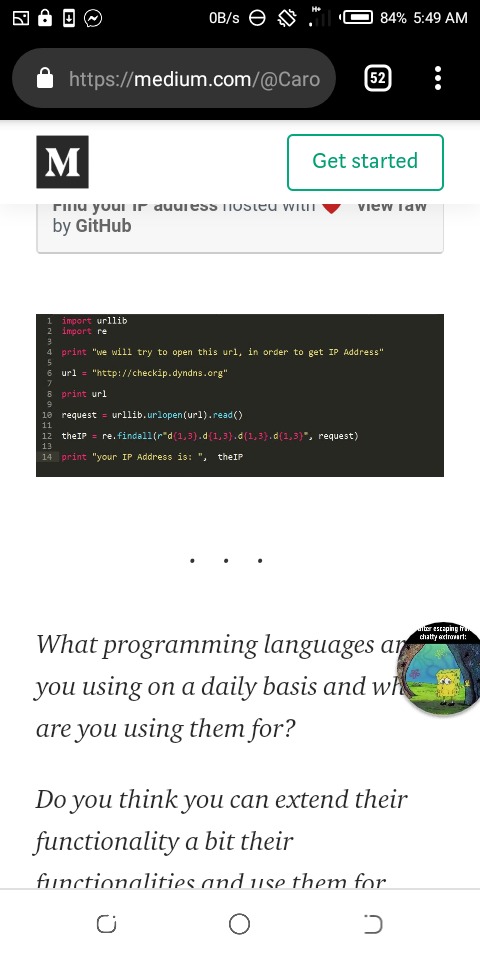 0B/s H+ 84% 5:49 AM
https://medium.com/@Caro
52
M
Get started
Find your IP address hosted with view raw
by GitHub
1 import urllib
2 import re
3
4 print "we will try to open this url, in order to get IP Address"
5
6 url = "http://checkip.dyndns.org"
7
8 print url
9
10 request = urllib.urlopen(url).read()
11
12 theIP = re.findall(r"d{1,3}.d{1,3}.d{1,3}.d{1,3}", request)
13
14 print "your IP Address is: ", theIP
. . .
What programming languages ar
you using on a daily basis and wh
are you using them for?
chatty extrovert:
Do you think you can extend their
functionality a bit their
functionalities and use them for